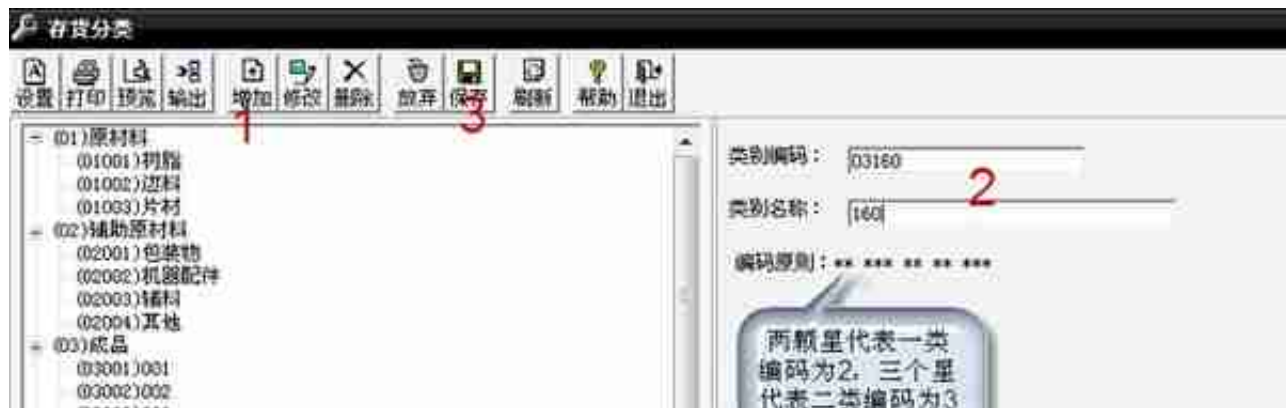 存货分类
设置 打印 预览 输出 增加 修改 删除 放弃 保存 刷新 帮助 退出
1
3
(01)原材料
(01001)树脂
(01002)边料
(01003)片材
(02)辅助原材料
(02001)包装物
(02002)机器配件
(02003)辅料
(02004)其他
(03)成品
(03001)001
(03002)002
类别编码： 03160
2
类别名称： 160
编码原则：** *** ** ** ***
两颗星代表一类
编码为2，三个星
代表二类编码为3